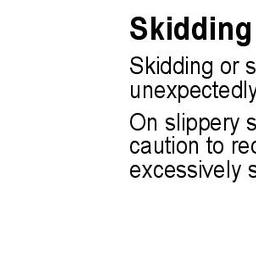 Skidding
Skidding or s
unexpectedly
On slippery s
caution to re
excessively s